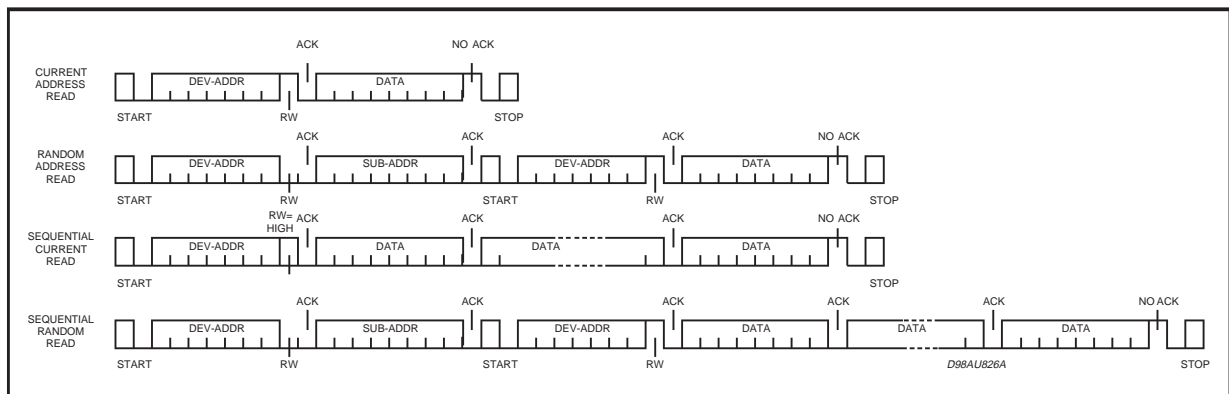 ACK NO ACK
CURRENT
ADDRESS
READ
DEV-ADDR DATA
START RW STOP
ACK ACK ACK NO ACK
RANDOM
ADDRESS
READ
DEV-ADDR SUB-ADDR DEV-ADDR DATA
START RW START RW STOP
RW=
HIGH
ACK ACK ACK NO ACK
SEQUENTIAL
CURRENT
READ
DEV-ADDR DATA DATA DATA
START STOP
ACK ACK ACK ACK ACK NO ACK
SEQUENTIAL
RANDOM
READ
DEV-ADDR SUB-ADDR DEV-ADDR DATA DATA DATA
START RW START RW D98AU826A STOP